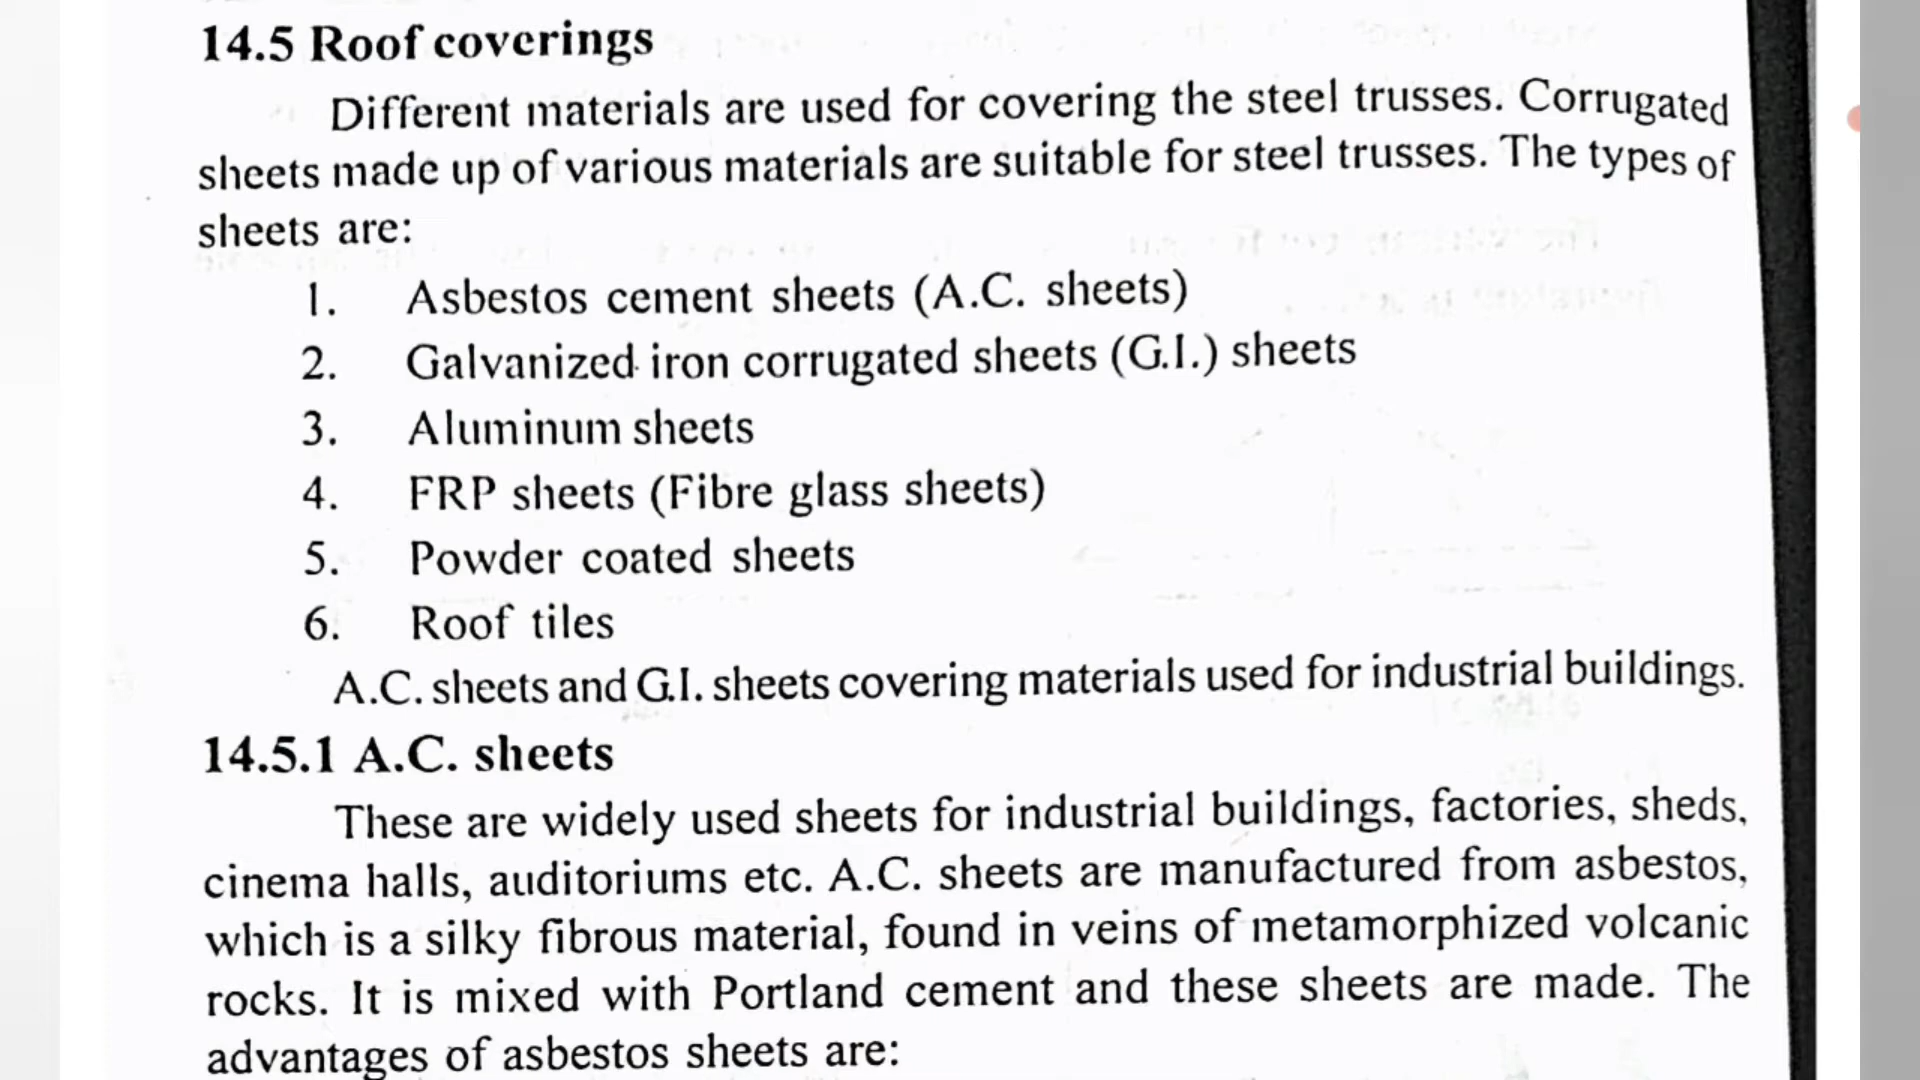 14.5 Roof coverings
Different materials are used for covering the steel trusses. Corrugated
sheets made up of various materials are suitable for steel trusses. The types of
sheets are:
1. Asbestos cement sheets (A.C. sheets)
2. Galvanized iron corrugated sheets (G.I.) sheets
3. Aluminum sheets
4. FRP sheets (Fibre glass sheets)
5. Powder coated sheets
6. Roof tiles
A.C. sheets and G.I. sheets covering materials used for industrial buildings.
14.5.1 A.C. sheets
These are widely used sheets for industrial buildings, factories, sheds,
cinema halls, auditoriums etc. A.C. sheets are manufactured from asbestos,
which is a silky fibrous material, found in veins of metamorphized volcanic
rocks. It is mixed with Portland cement and these sheets are made. The
advantages of asbestos sheets are: